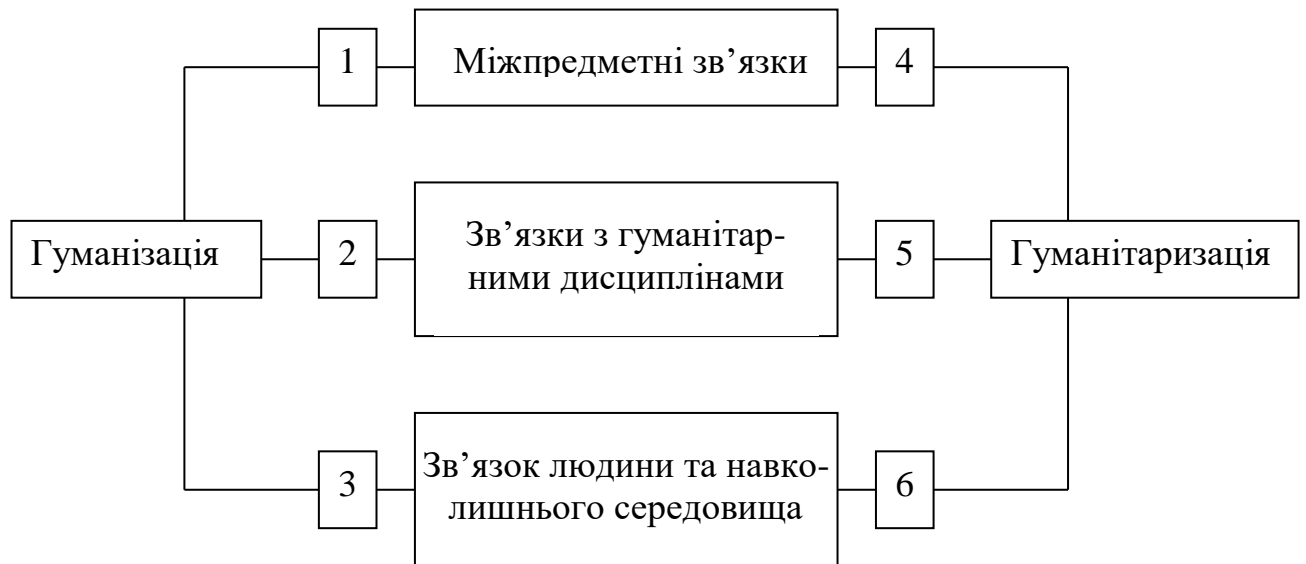 1
Міжпредметні зв’язки
4
Гуманізація
2
Зв’язки з гуманітар-
ними дисциплінами
5
Гуманітаризація
3
Зв’язок людини та навко-
лишнього середовища
6